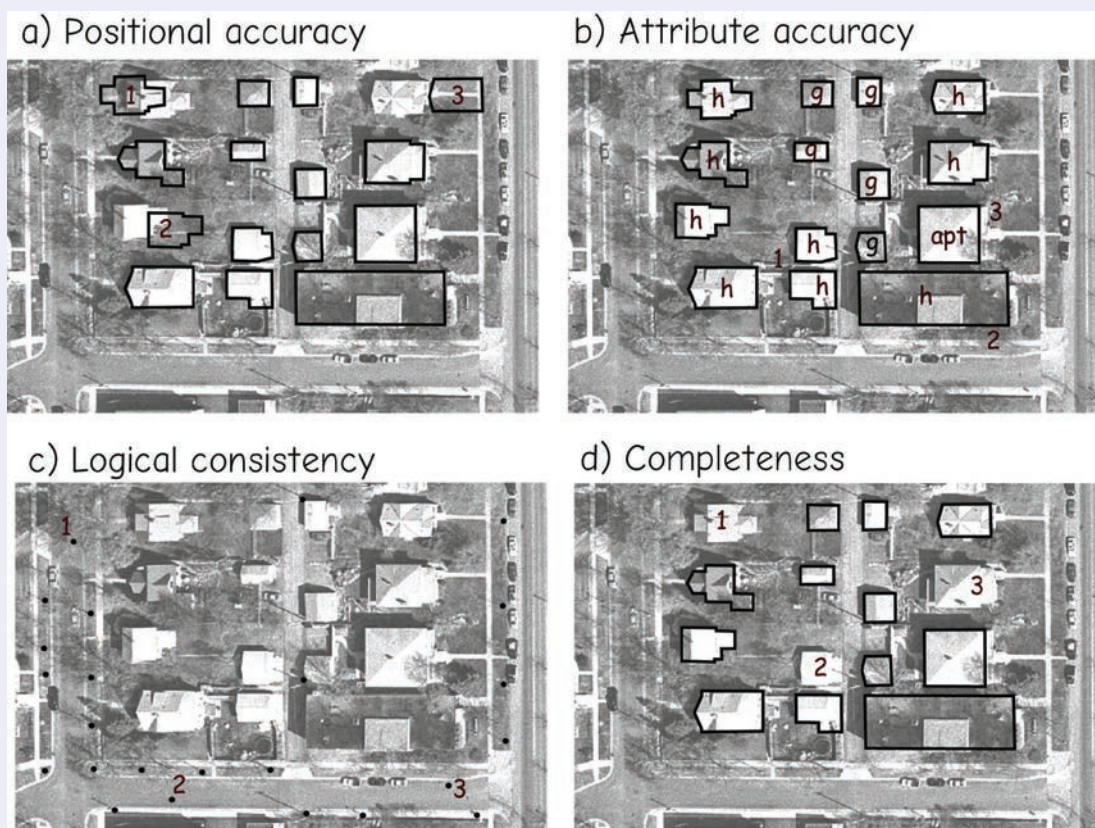 a) Positional accuracy
b) Attribute accuracy
1
3
2
h
g
g
h
h
g
h
g
h
3
h
g
apt
1
h
h
h
2
c) Logical consistency
d) Completeness
1
2
3
1
3
2